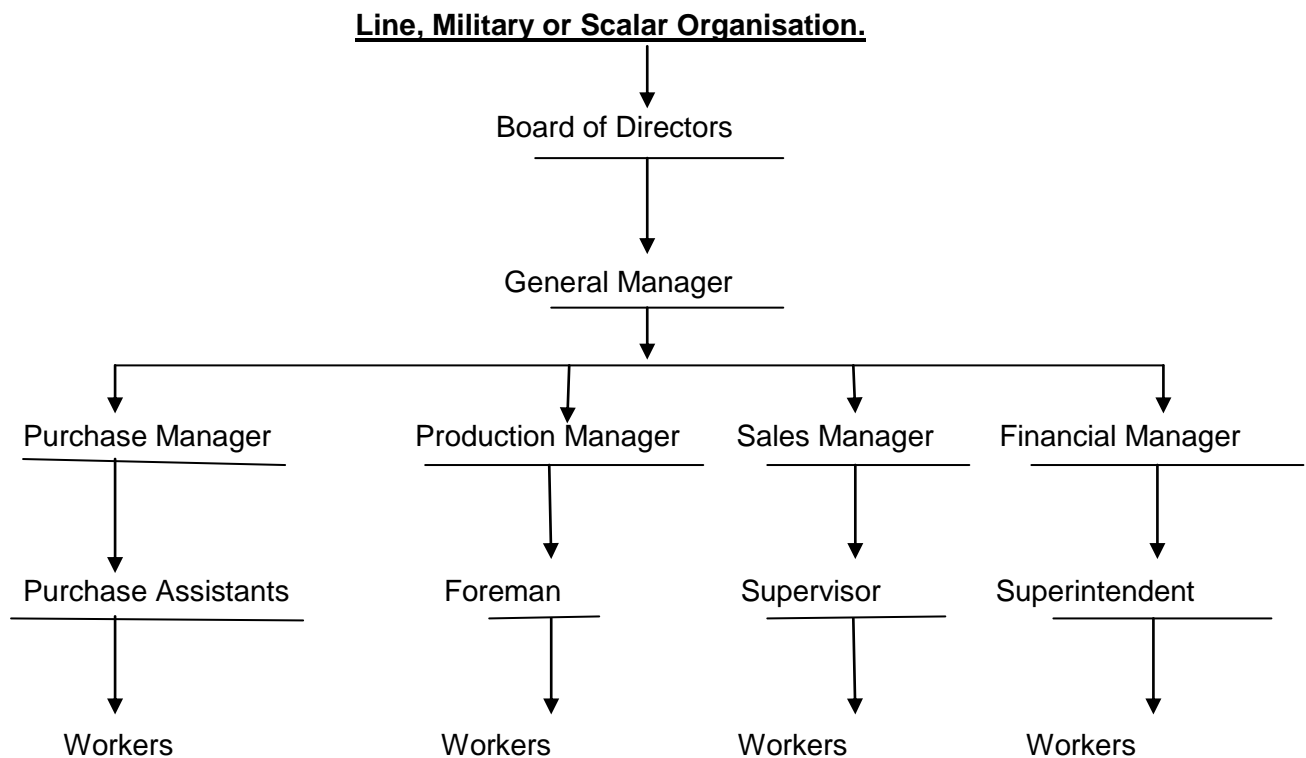 Line, Military or Scalar Organisation.
Board of Directors
General Manager
Purchase Manager Production Manager Sales Manager Financial Manager
Purchase Assistants Foreman Supervisor Superintendent
Workers Workers Workers Workers